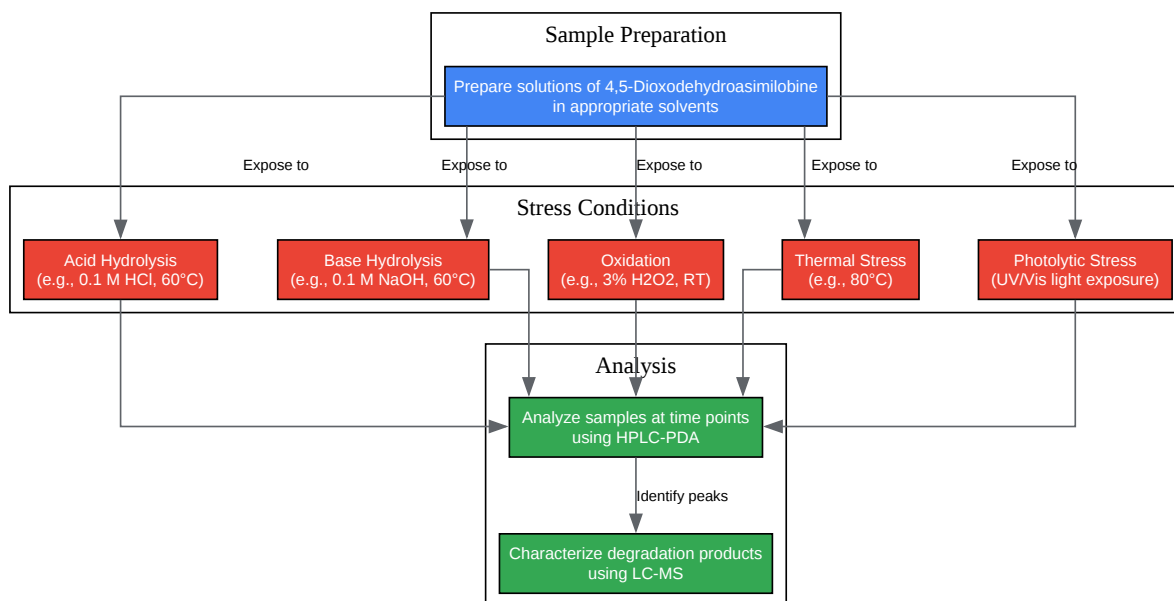 Sample Preparation
Prepare solutions of 4,5-Dioxodehydroasimilobine
in appropriate solvents
Expose to
Expose to
Expose to
Expose to
Expose to
Stress Conditions
Acid Hydrolysis
(e.g., 0.1 M HCl, 60°C)
Base Hydrolysis
(e.g., 0.1 M NaOH, 60°C)
Oxidation
(e.g., 3% H2O2, RT)
Thermal Stress
(e.g., 80°C)
Photolytic Stress
(UV/Vis light exposure)
Analysis
Analyze samples at time points
using HPLC-PDA
Identify peaks
Characterize degradation products
using LC-MS